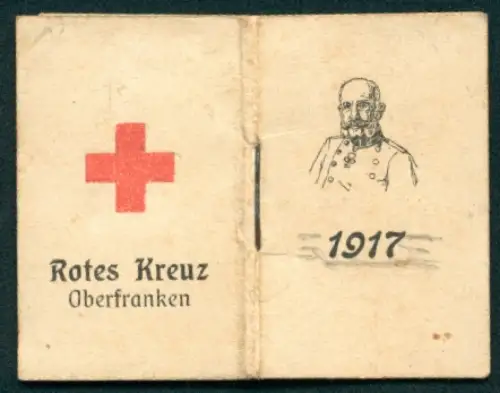 Rotes Kreuz
Oberfranken
1917